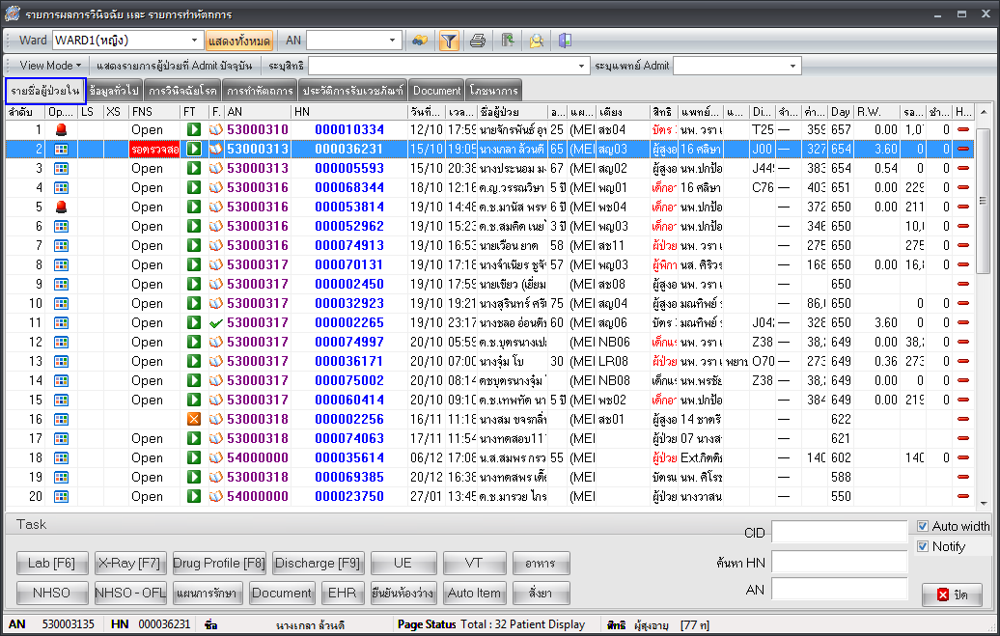 รายการผลการวินิจฉัย และ รายการทำหัตถการ
Ward WARD1(หญิง) แสดงทั้งหมด AN
View Mode แสดงรายการผู้ป่วยที่ Admit ปัจจุบัน ระบุสิทธิ ระบุแพทย์ Admit
รายชื่อผู้ป่วยใน ข้อมูลทั่วไป การวินิจฉัยโรค การทำหัตถการ ประวัติการรับเวชภัณฑ์ Document โภชนาการ
ลำดับ Op... LS XS FNS FT F. AN HN วันที... เวล... ชื่อผู้ป่วย อ... แผ... เตียง สิทธิ แพทย์... แ... Di... จำ... ค่า... Day R.W. รอ... ชำ... H...
1 Open 53000310 000010334 12/10 17:59 นายจักรพันธ์ อุ 25 สช04 บัตร นพ. วรา T25 — 359 657 0.00 1,0 0
2 รอตรวจสอ 53000313 000036231 15/10 19:05 นางเกลา ล้วนดี 65 (MEI สญ03 ผู้สูงอ 16 ศลิษา J00 — 327 654 3.60 0 0
3 Open 53000313 000005593 15/10 20:38 นางประนอม ม 67 (MEI สญ02 ผู้สูงอ นพ.ปกป้อ J44 — 383 654 0.54 0 0
4 Open 53000316 000068344 18/10 12:16 ด.ญ.วรรณวิษา 5 ปี (MEI พญ01 เด็กอา 16 ศลิษา C76 — 403 651 0.00 229 0
5 Open 53000316 000053814 19/10 14:46 ด.ช.มานัส พรห 6 ปี (MEI พช04 เด็กอา นพ.ปกป้อ — 372 650 0.00 211 0
6 Open 53000316 000052962 19/10 15:23 ด.ช.สมคิด เนย 3 ปี (MEI พญ03 เด็กอา นพ.ปกป้อ — 346 650 10,0 0
7 Open 53000316 000074913 19/10 16:53 นายเวือน ยาด 58 (MEI สช11 ผู้ป่วย นพ.ปกป้อ — 275 650 275 0
8 Open 53000317 000070131 19/10 17:16 นางจำเนียร ชูจั 57 (MEI พญ03 ผู้พิกา นส. ศิริวร — 166 650 0.00 16,8 0
9 Open 53000317 000002450 19/10 17:59 นายเขียว (เยี่ยม (MEI สช08 ผู้สูงอ นพ. วรา — 650 0
10 Open 53000317 000032923 19/10 19:21 นางสุรินทร์ ศรี 75 (MEI สญ04 ผู้สูงอ มณทิพย์ — 86, 650 0 0
11 Open 53000317 000002265 19/10 23:17 นางชลอ อ่อนตั 60 (MEI สญ06 บัตร มณทิพย์ J04 — 328 650 3.60 0 0
12 Open 53000317 000074997 20/10 05:59 ด.ช.บุตรนางเป (MEI NB06 เด็กแร นพ. วรา Z38 — 38, 649 0.00 38, 0
13 Open 53000317 000036171 20/10 07:00 นางจุ๋ม โบ 30 (MEI LR08 ผู้ป่วย นพ. วรา พยาบ O70 — 273 649 0.36 273 0
14 Open 53000317 000075002 20/10 08:14 ดชบุตรนางจุ๋ม (MEI NB08 เด็กแร นพ.พรชัย Z38 — 38, 649 0.00 0 0
15 Open 53000317 000060414 20/10 09:10 ด.ช.เทพทัด นา 5 ปี (MEI พช02 เด็กอา นพ.ปกป้อ — 384 649 0.00 219 0
16 53000318 000002256 16/11 11:18 นางสม ขจรกลิ่ (MEI สช01 ผู้สูงอ 14 ชาตรี — 622
17 Open 53000318 000074063 17/11 11:54 นางทดสอบ11 (MEI ผู้ป่วย 07 นางส — 621
18 Open 54000000 000035614 06/12 17:08 น.ส.สมพร กรว 55 (MEI ผู้ป่วย Ext.กิตติ — 140 602 140 0
19 Open 53000318 000069385 20/12 16:38 นางทดสพร เติ๊ (MEI บัตรผ นพ. ศิโรช — 588
20 Open 54000000 000023750 27/01 13:45 ด.ช.มารวย ไกร (MEI ผู้ป่วย นางวาสน — 550
Task
CID Auto width
Lab [F6] X-Ray [F7] Drug Profile [F8] Discharge [F9] UE VT อาหาร ค้นหา HN Notify
NHSO NHSO - OFL แผนการรักษา Document EHR ยืนยันห้องว่าง Auto Item สั่งยา AN ปิด
AN 530003135 HN 000036231 ชื่อ นางเกลา ล้วนดี Page Status Total : 32 Patient Display สิทธิ ผู้สูงอายุ [77 ท]